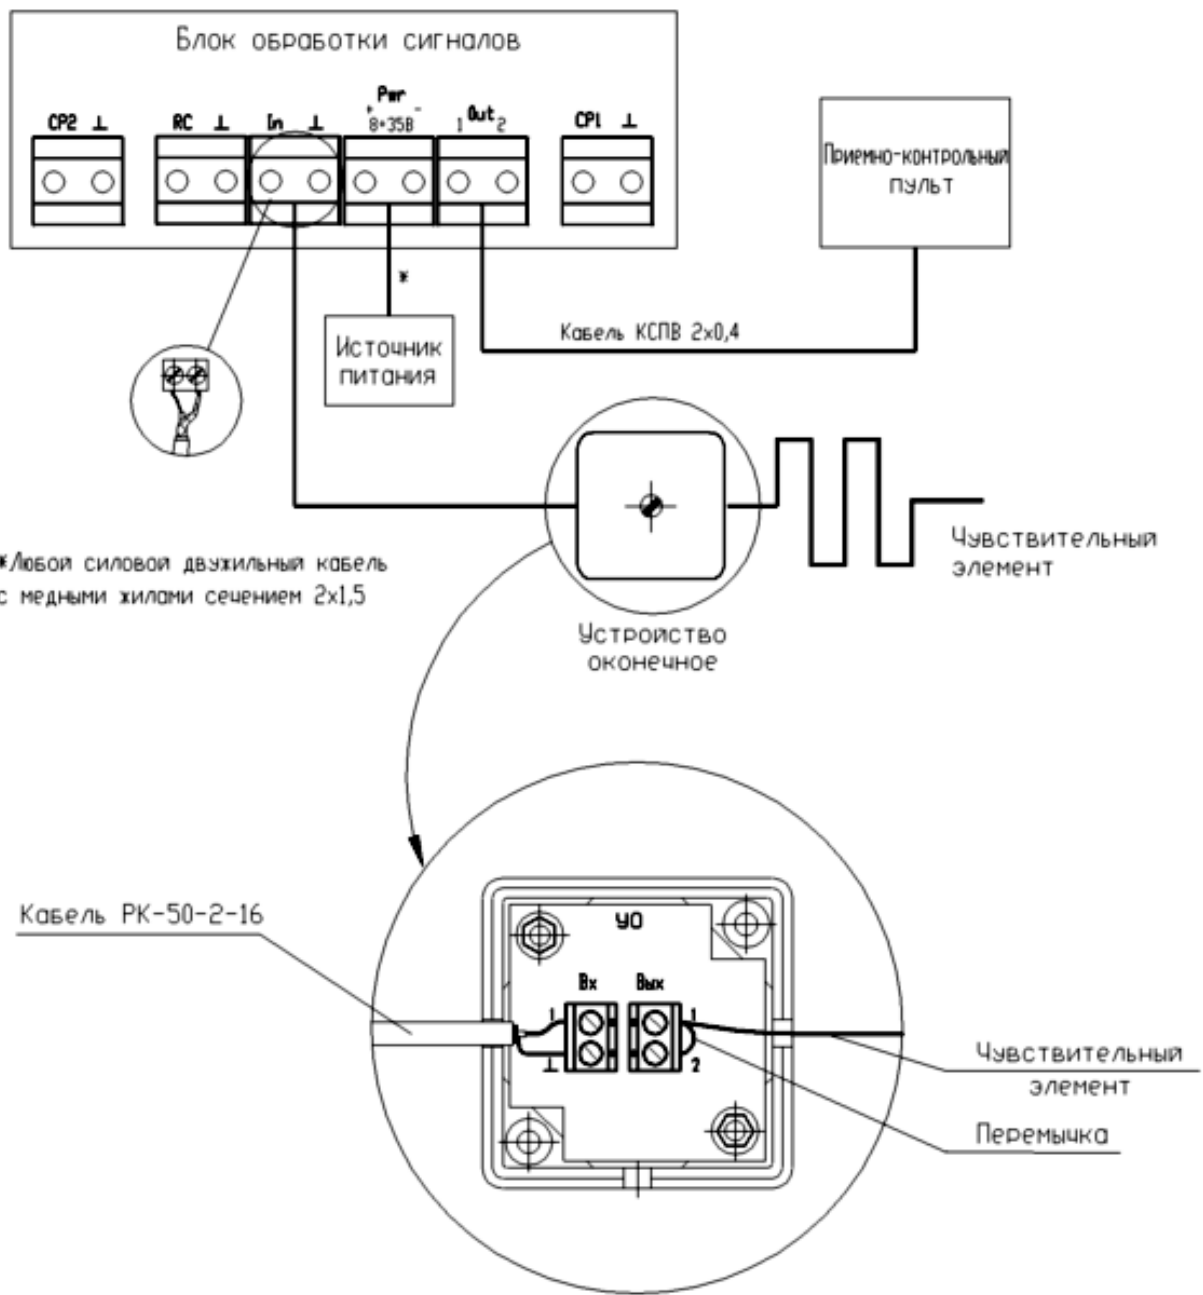 Блок обработки сигналов
CP2 ⊥ RC ⊥ In ⊥ + Pwr - 1 Out 2 CP1 ⊥
8÷35В
Приемно-контрольный
пульт
*
Кабель КСПВ 2х0,4
Источник
питания
*Любой силовой двужильный кабель
с медными жилами сечением 2х1,5
Чувствительный
элемент
Устройство
оконечное
Кабель РК-50-2-16
УО
Вх Вых
1 1
⊥ 2
Чувствительный
элемент
Перемычка